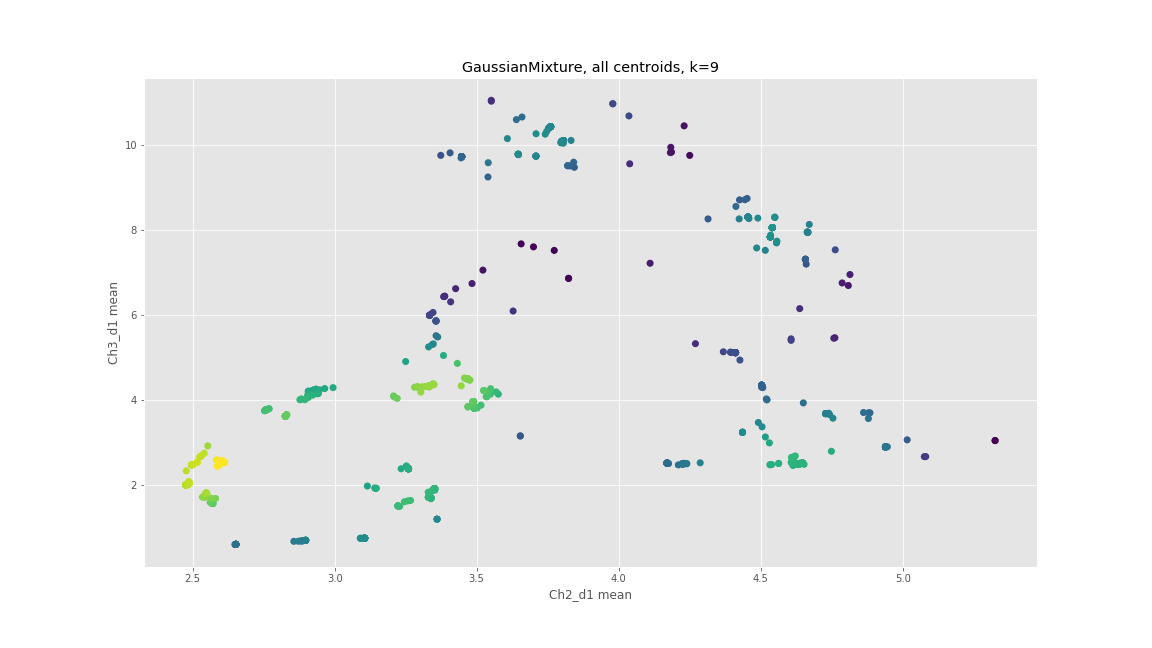 GaussianMixture, all centroids, k=9
10
8
6
4
2
Ch3_d1 mean
2.5 3.0 3.5 4.0 4.5 5.0
Ch2_d1 mean